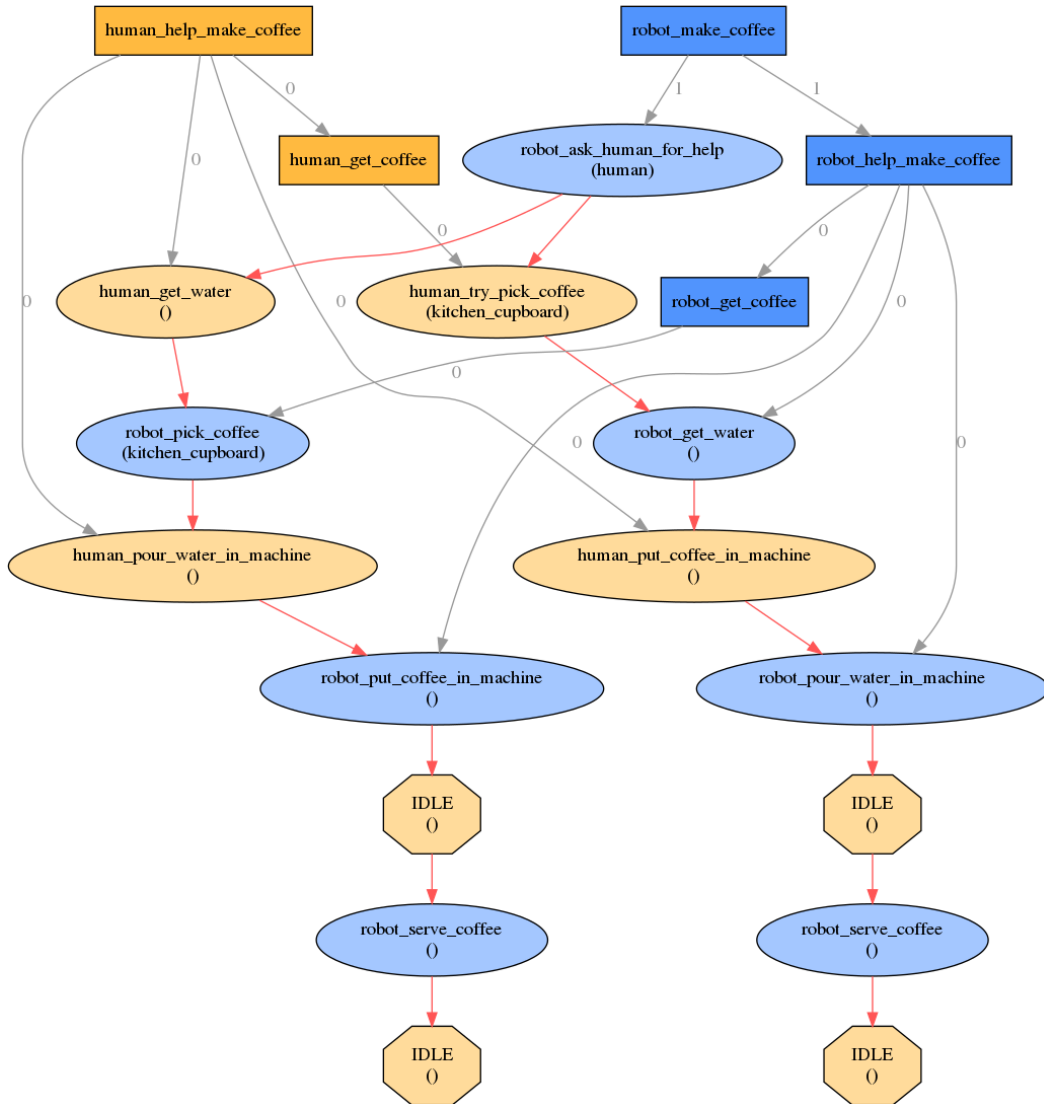 human_help_make_coffee
robot_make_coffee
0
1
1
0
human_get_coffee
robot_ask_human_for_help
(human)
robot_help_make_coffee
0
0
human_get_water
()
0
human_try_pick_coffee
(kitchen_cupboard)
0
robot_get_coffee
0
0
robot_pick_coffee
(kitchen_cupboard)
0
robot_get_water
()
0
human_pour_water_in_machine
()
human_put_coffee_in_machine
()
robot_put_coffee_in_machine
()
robot_pour_water_in_machine
()
IDLE
()
IDLE
()
robot_serve_coffee
()
robot_serve_coffee
()
IDLE
()
IDLE
()